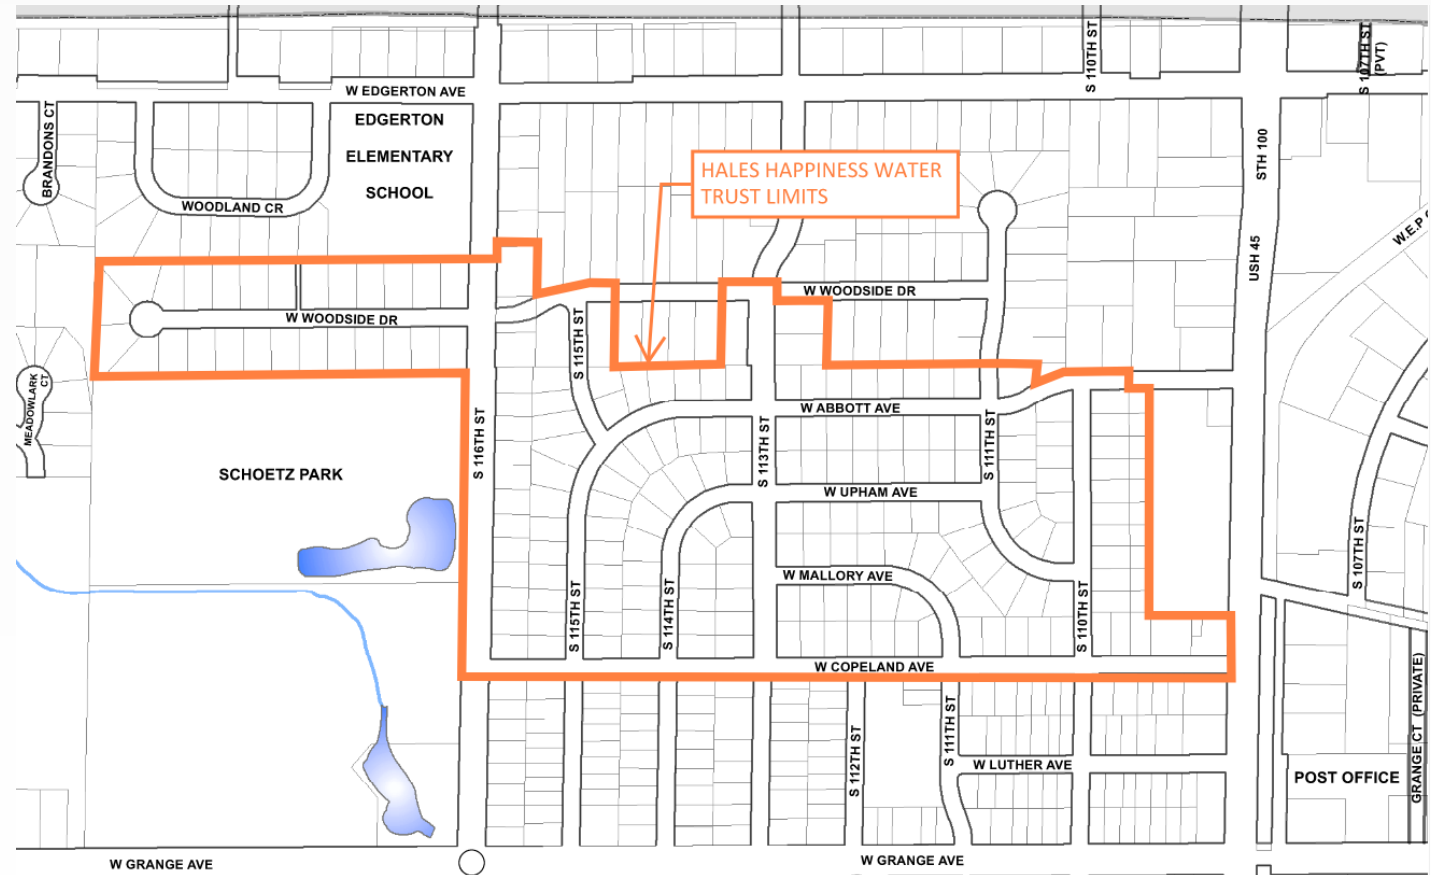 S 110TH ST
S 107TH ST
(PVT)
W EDGERTON AVE
BRANDONS CT
EDGERTON
ELEMENTARY
SCHOOL
STH 100
HALES HAPPINESS WATER
TRUST LIMITS
WOODLAND CR
W.E.P.C
USH 45
W WOODSIDE DR
W WOODSIDE DR
S 115TH ST
MEADOWLARK
CT
W ABBOTT AVE
S 116TH ST
S 113TH ST
S 111TH ST
SCHOETZ PARK
W UPHAM AVE
S 107TH ST
W MALLORY AVE
S 115TH ST
S 114TH ST
S 110TH ST
W COPELAND AVE
S 112TH ST
S 111TH ST
GRANGE CT (PRIVATE)
W LUTHER AVE
POST OFFICE
W GRANGE AVE
W GRANGE AVE